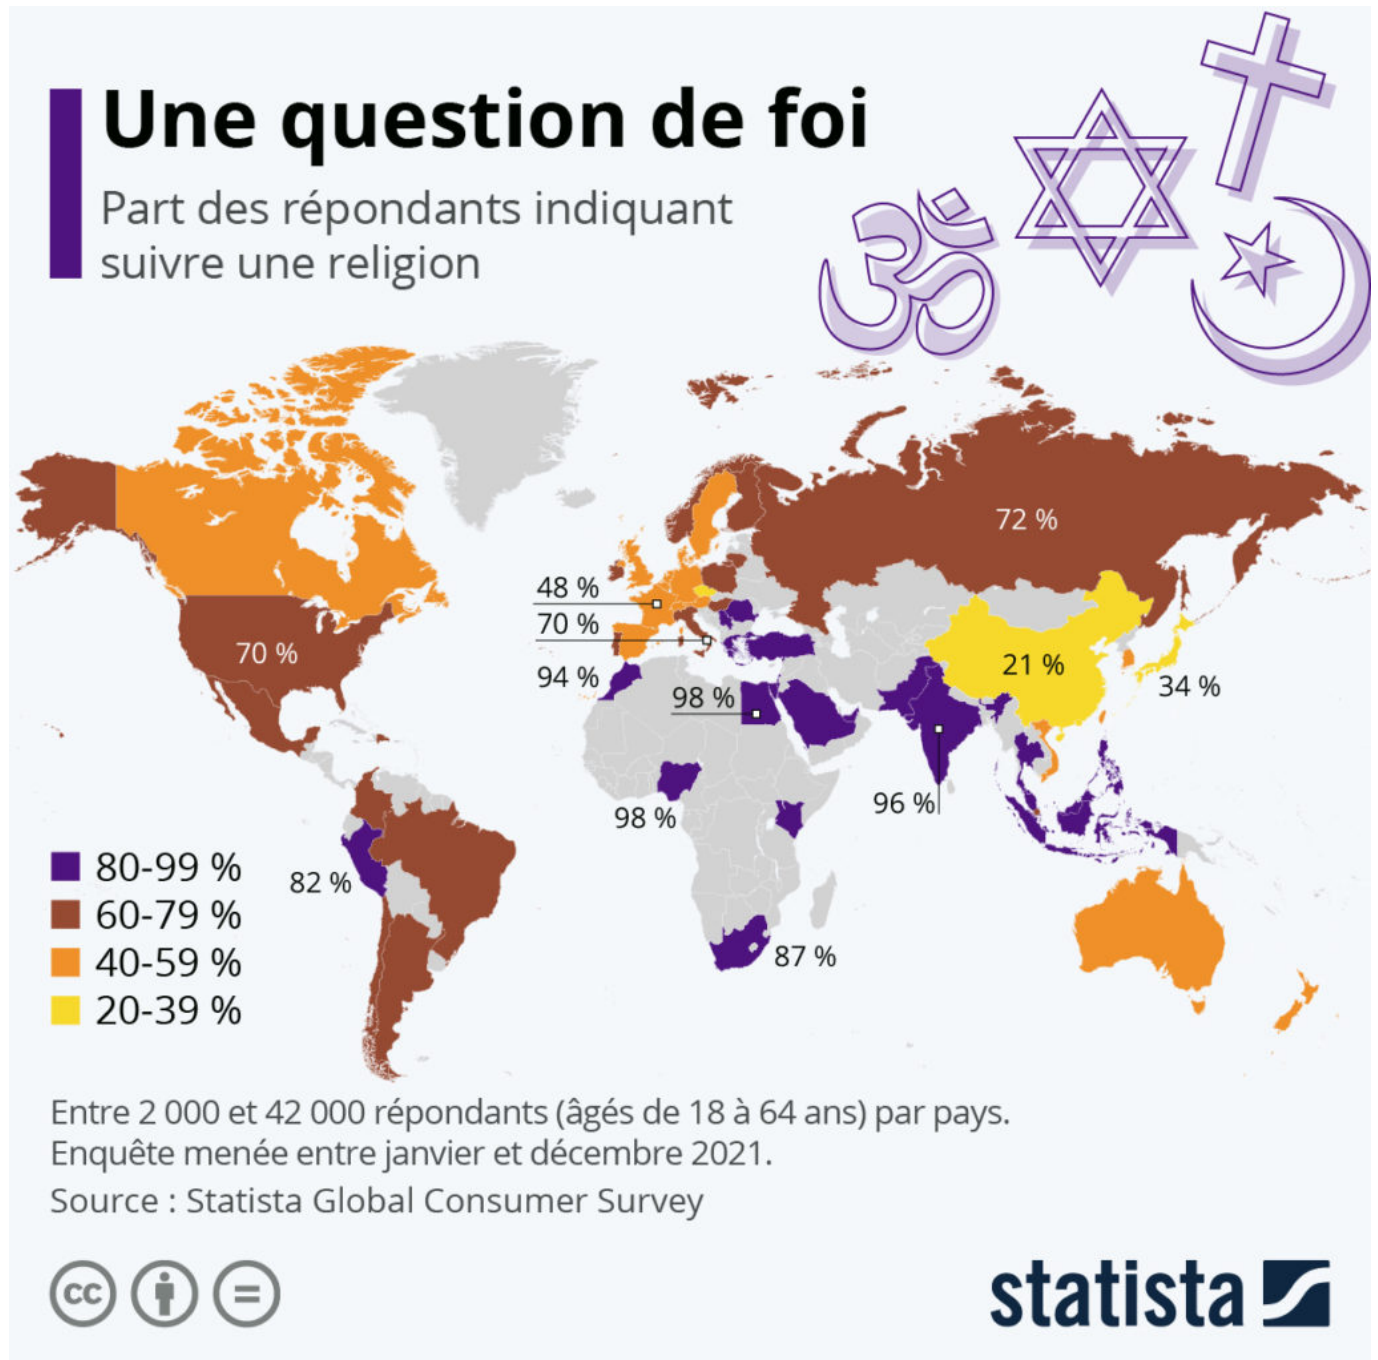 Une question de foi
Part des répondants indiquant
suivre une religion
72 %
48 %
70 %
70 %
94 %
98 %
21 %
34 %
98 %
96 %
82 %
87 %
80-99 %
60-79 %
40-59 %
20-39 %
Entre 2 000 et 42 000 répondants (âgés de 18 à 64 ans) par pays.
Enquête menée entre janvier et décembre 2021.
Source : Statista Global Consumer Survey
cc
statista